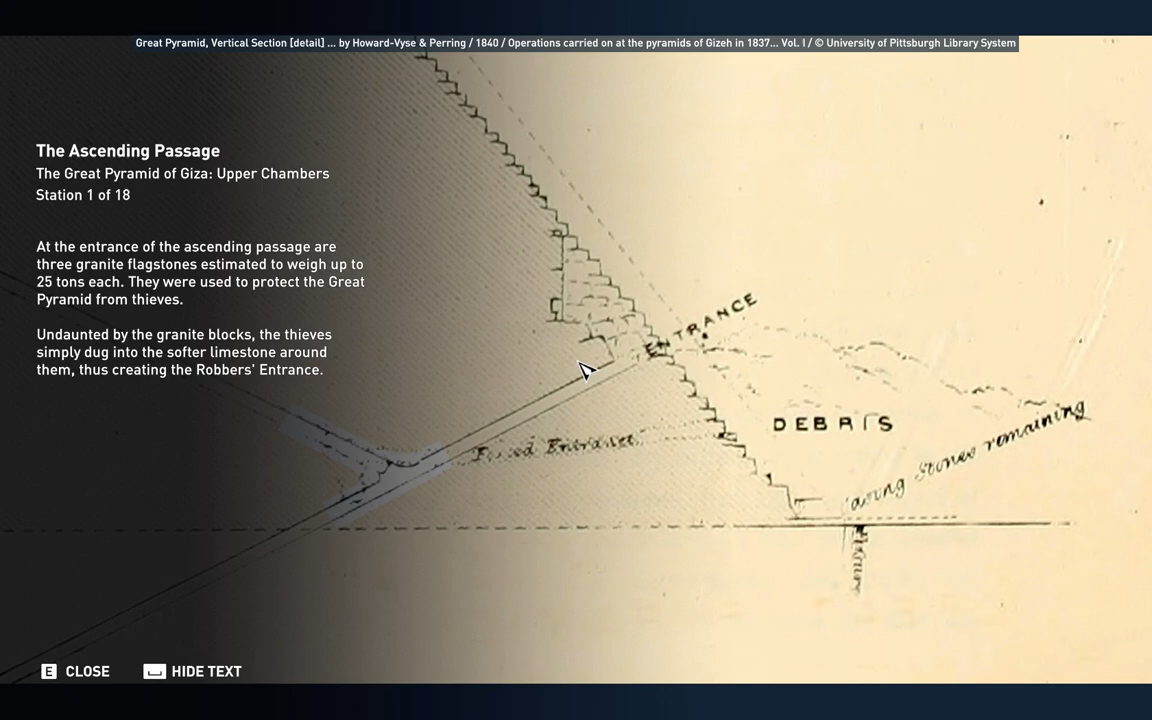 Great Pyramid, Vertical Section [detail] ... by Howard-Vyse & Perring / 1840 / Operations carried on at the pyramids of Gizeh in 1837... Vol. I / © University of Pittsburgh Library System
The Ascending Passage
The Great Pyramid of Giza: Upper Chambers
Station 1 of 18
At the entrance of the ascending passage are
three granite flagstones estimated to weigh up to
25 tons each. They were used to protect the Great
Pyramid from thieves.
Undaunted by the granite blocks, the thieves
simply dug into the softer limestone around
them, thus creating the Robbers' Entrance.
ENTRANCE
DEBRIS
Forced Entrance
Stones remaining
E CLOSE
HIDE TEXT